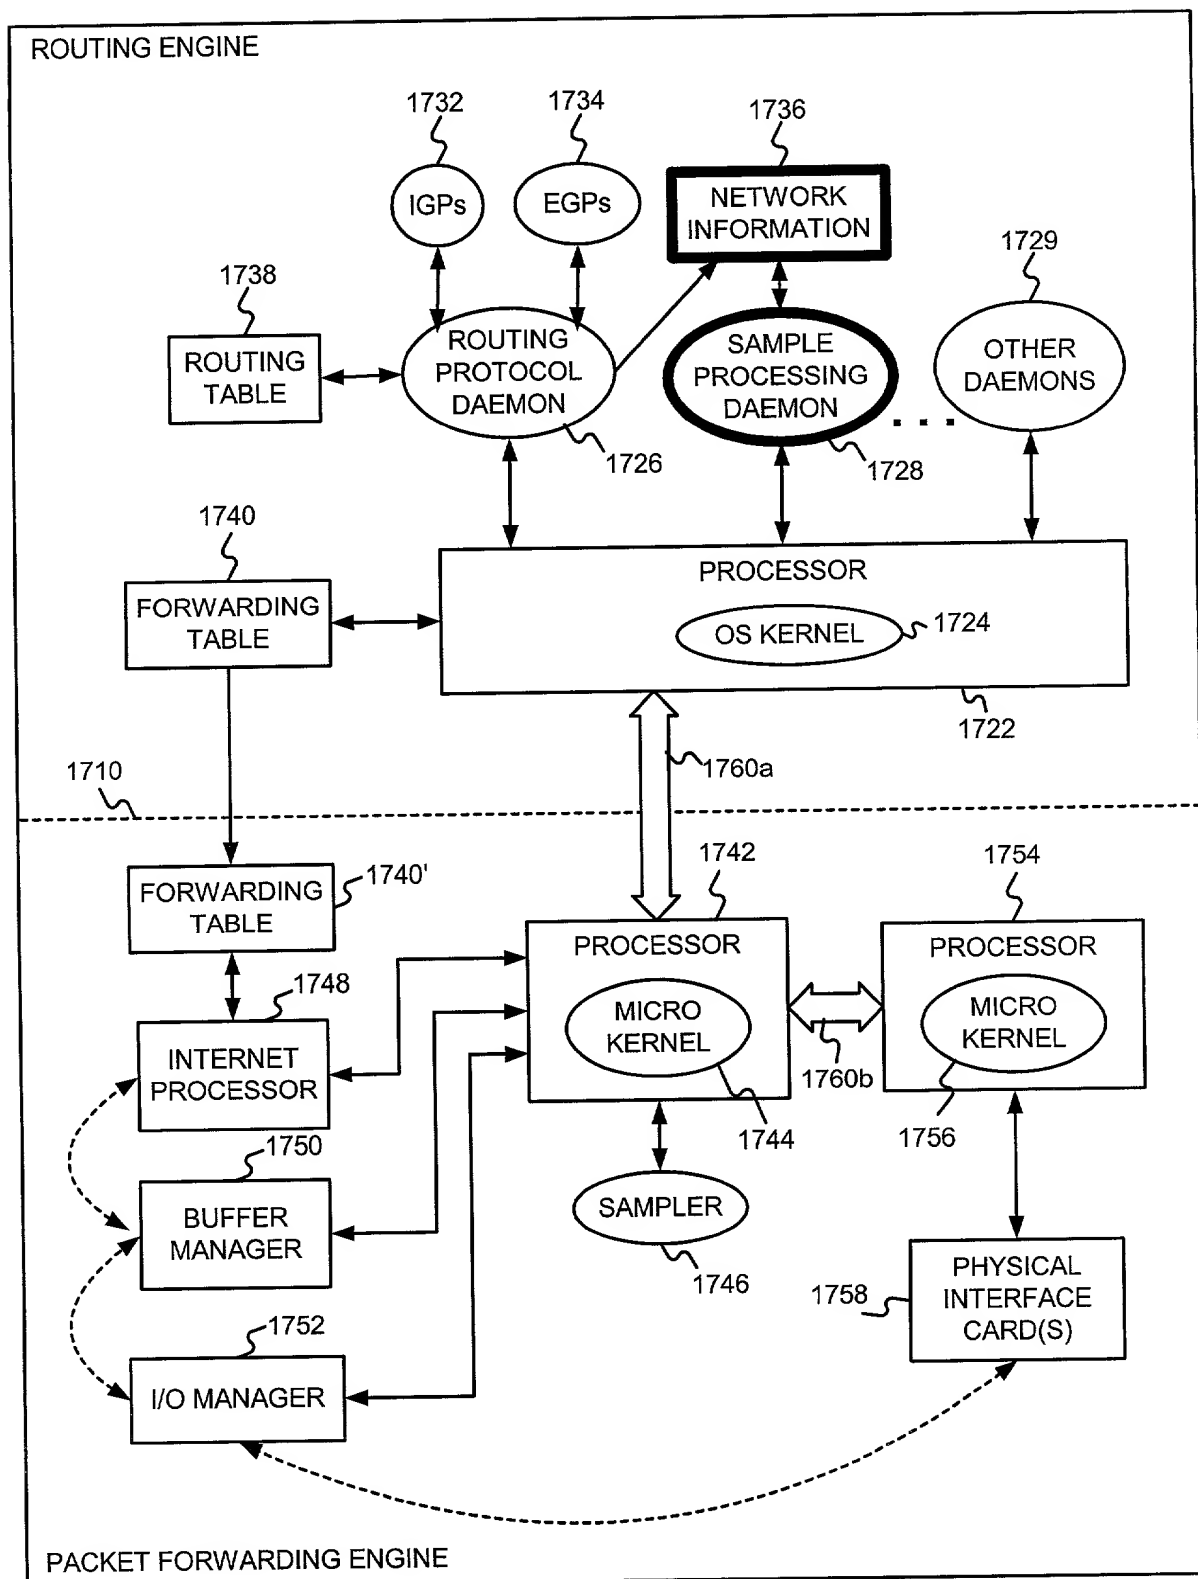 ROUTING ENGINE
1732
1734
1736
IGPs
EGPs
NETWORK
INFORMATION
1729
1738
ROUTING
TABLE
ROUTING
PROTOCOL
DAEMON
SAMPLE
PROCESSING
DAEMON
OTHER
DAEMONS
. . .
1726
1728
1740
FORWARDING
TABLE
PROCESSOR
OS KERNEL
1724
1722
1760a
1710
FORWARDING
TABLE
1740'
1742
1754
PROCESSOR
PROCESSOR
1748
MICRO
KERNEL
MICRO
KERNEL
INTERNET
PROCESSOR
1760b
1744
1756
1750
BUFFER
MANAGER
SAMPLER
1746
1758
PHYSICAL
INTERFACE
CARD(S)
1752
I/O MANAGER
PACKET FORWARDING ENGINE